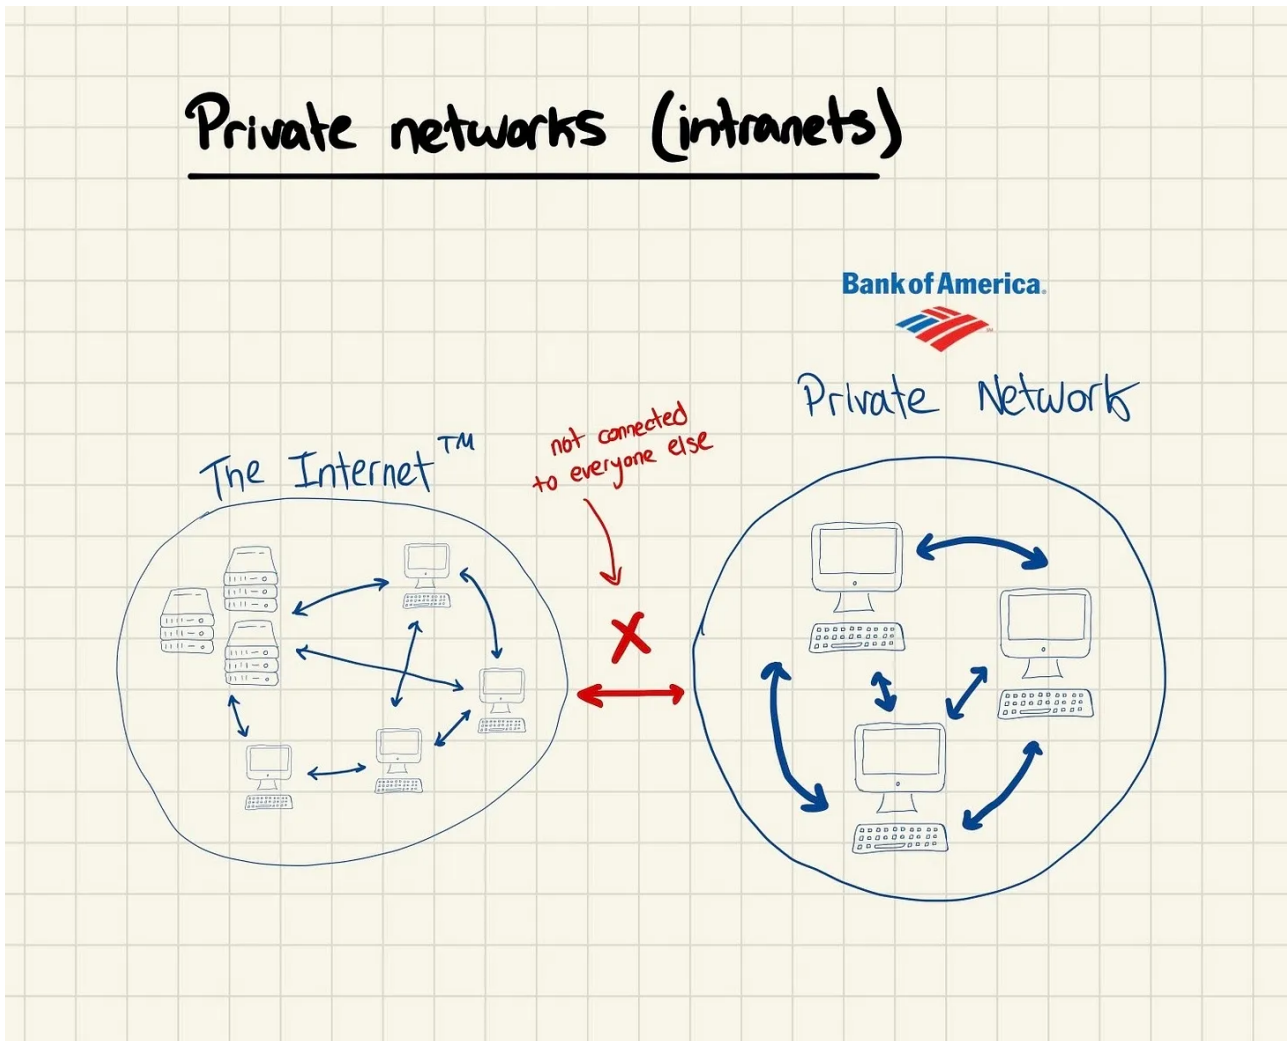 Private networks (intranets)
Bank of America.
Private Network
not connected
to everyone else
The Internet™
X